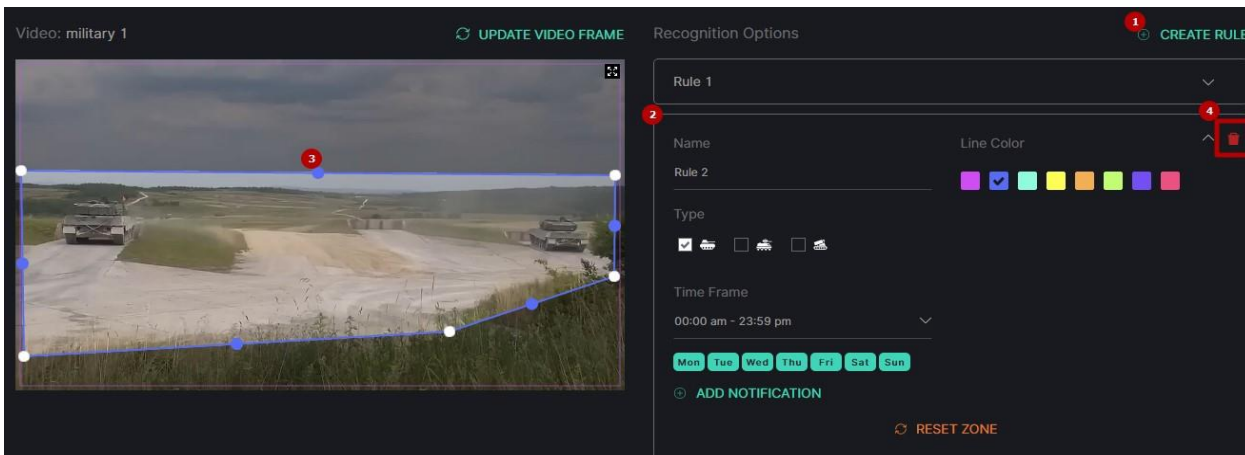 Video: military 1
UPDATE VIDEO FRAME
Recognition Options
1
CREATE RULE
Rule 1
2
4
Name
Line Color
Rule 2
3
Type
Time Frame
00:00 am - 23:59 pm
Mon Tue Wed Thu Fri Sat Sun
ADD NOTIFICATION
RESET ZONE